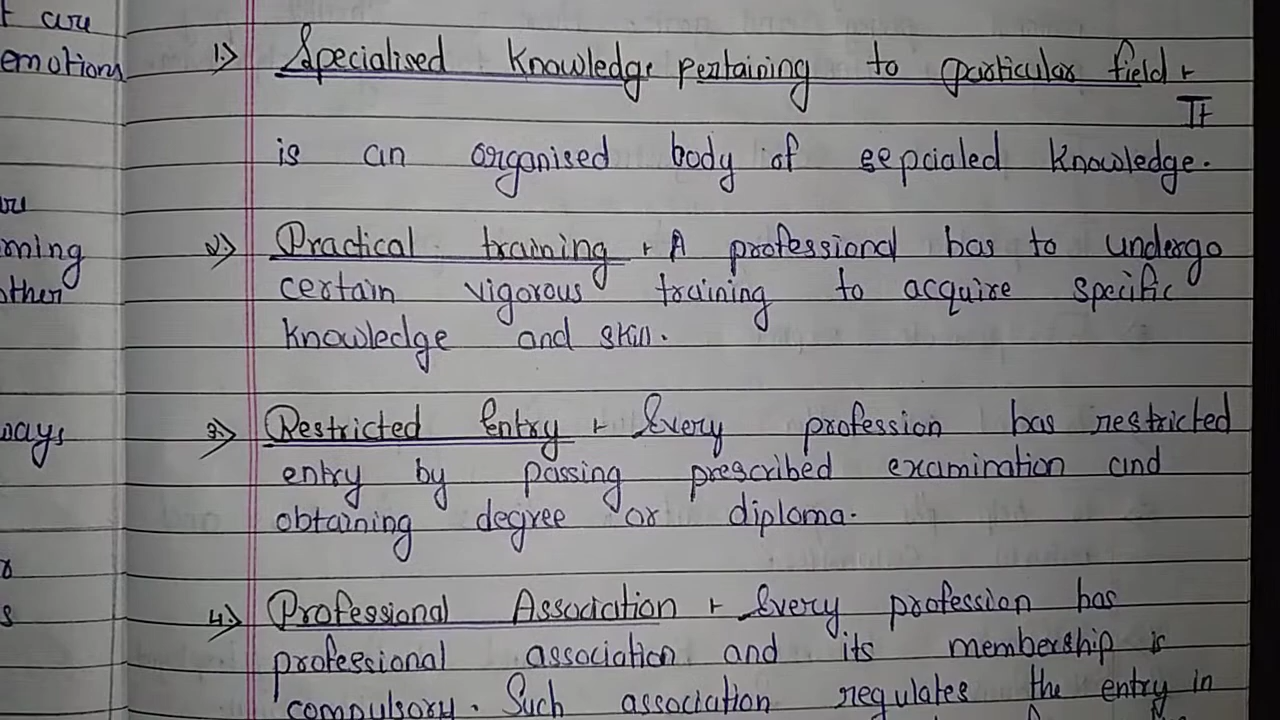 are
emotions
1.) Specialised Knowledge pertaining to particular field :- It
is an organised body of sepcialed Knowledge.
ming
other
2.) Practical training :- A professional has to undergo
certain vigorous training to acquire specific
knowledge and skill.
ways
3.) Restricted Entry :- Every profession has restricted
entry by passing prescribed examination and
obtaining degree or diploma.
s
4.) Professional Association :- Every profession has
professional association and its membership is
compulsory. Such association regulates the entry in